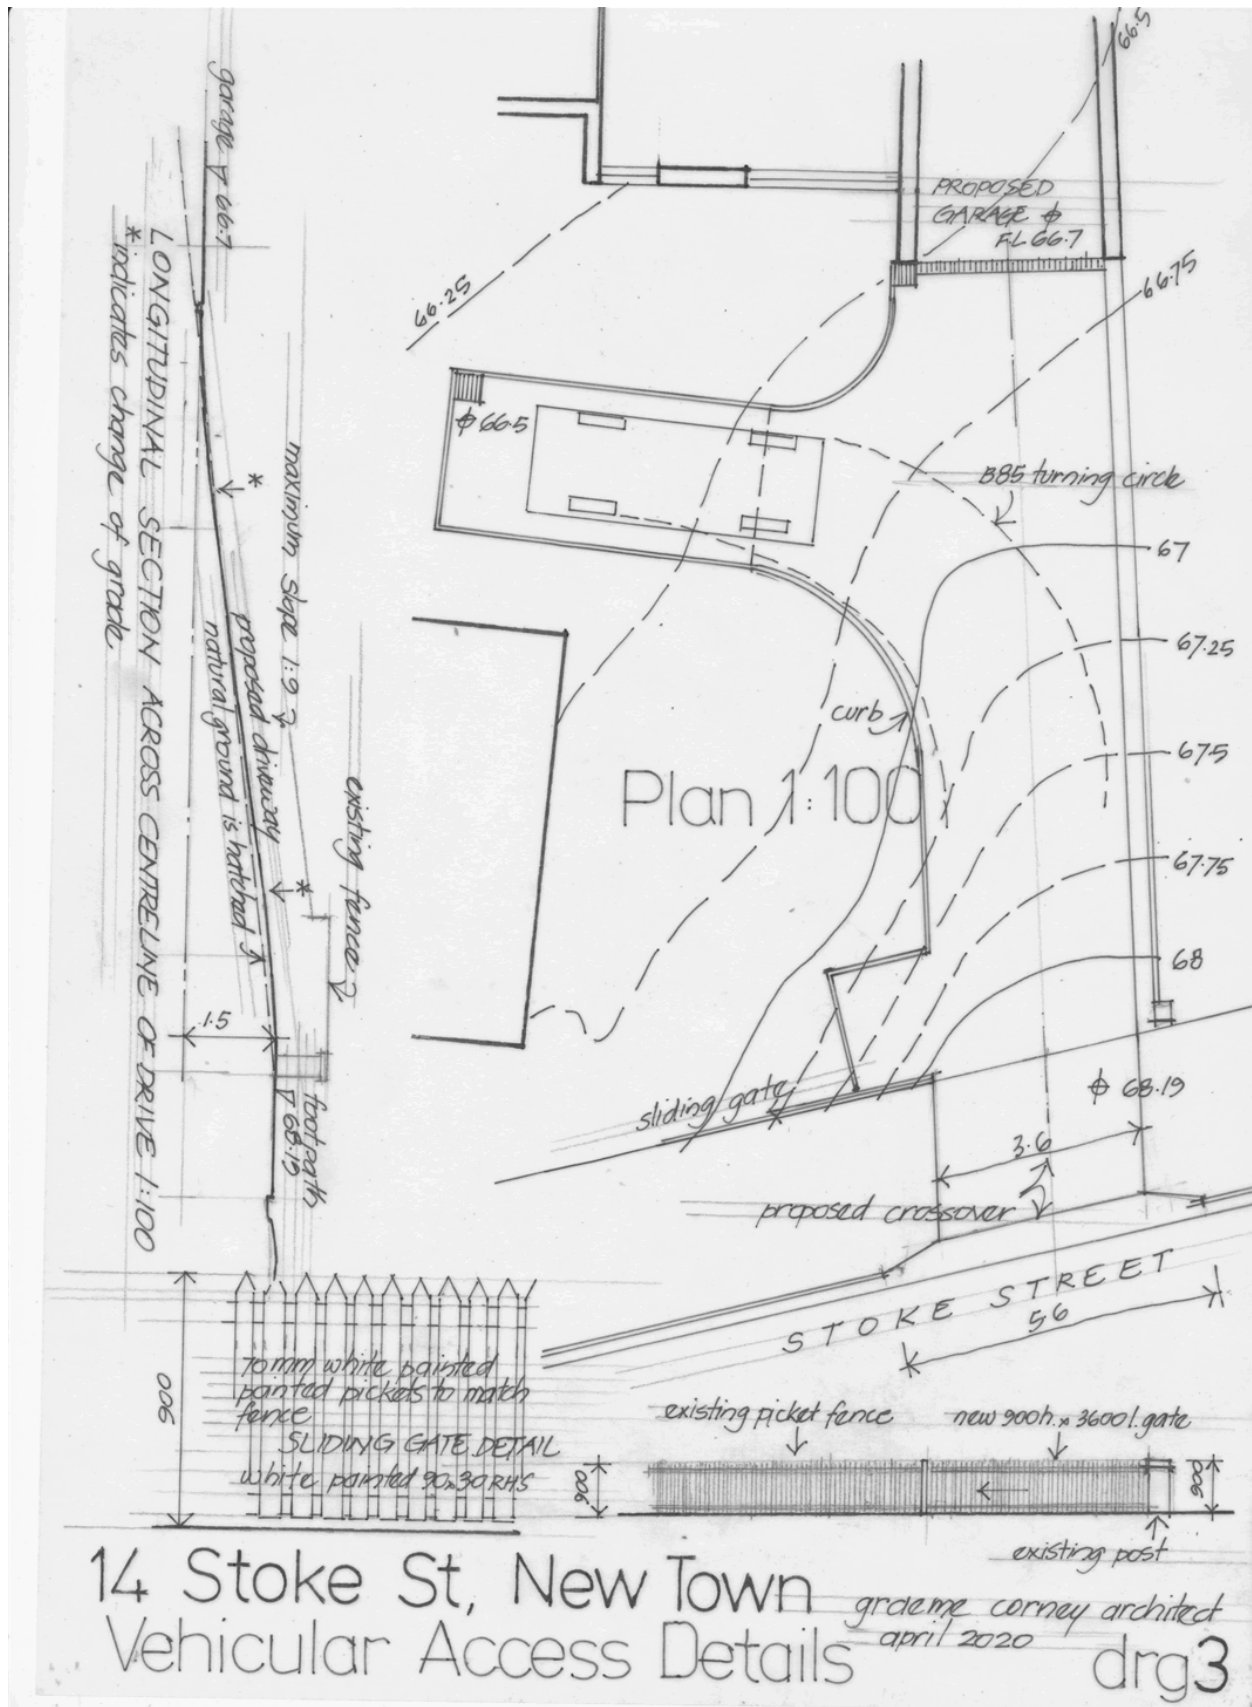 66.5
PROPOSED
GARAGE ϕ
FL 66.7
66.25
66.75
ϕ 66.5
B85 turning circle
67
67.25
67.5
67.75
68
curb
Plan 1:100
sliding gate
ϕ 68.19
3.6
proposed crossover
STOKE STREET
56
garage 66.7
LONGITUDINAL SECTION ACROSS CENTRELINE OF DRIVE 1:100
* indicates change of grade.
*
maximum slope 1:9
proposed driveway
natural ground is hatched
existing fence
*
1.5
footpath
68.19
900
70mm white painted
painted pickets to match
fence
SLIDING GATE DETAIL
white painted 90x30 RHS
existing picket fence
new 900h. x 3600l. gate
900
900
existing post
14 Stoke St, New Town
Vehicular Access Details
graeme corney architect
april 2020
drg3